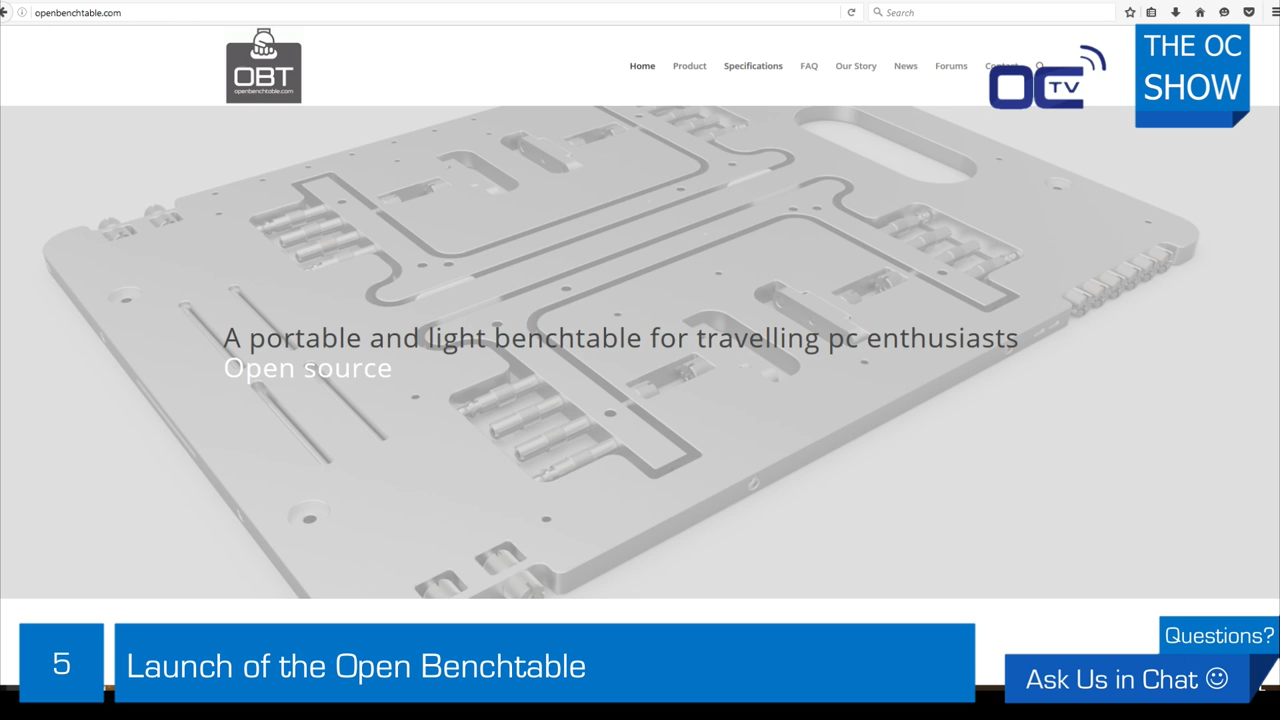 openbenchtable.com
Search
OBT
openbenchtable.com
Home Product Specifications FAQ Our Story News Forums
OC TV
THE OC
SHOW
A portable and light benchtable for travelling pc enthusiasts
Open source
5
Launch of the Open Benchtable
Questions?
Ask Us in Chat ☺